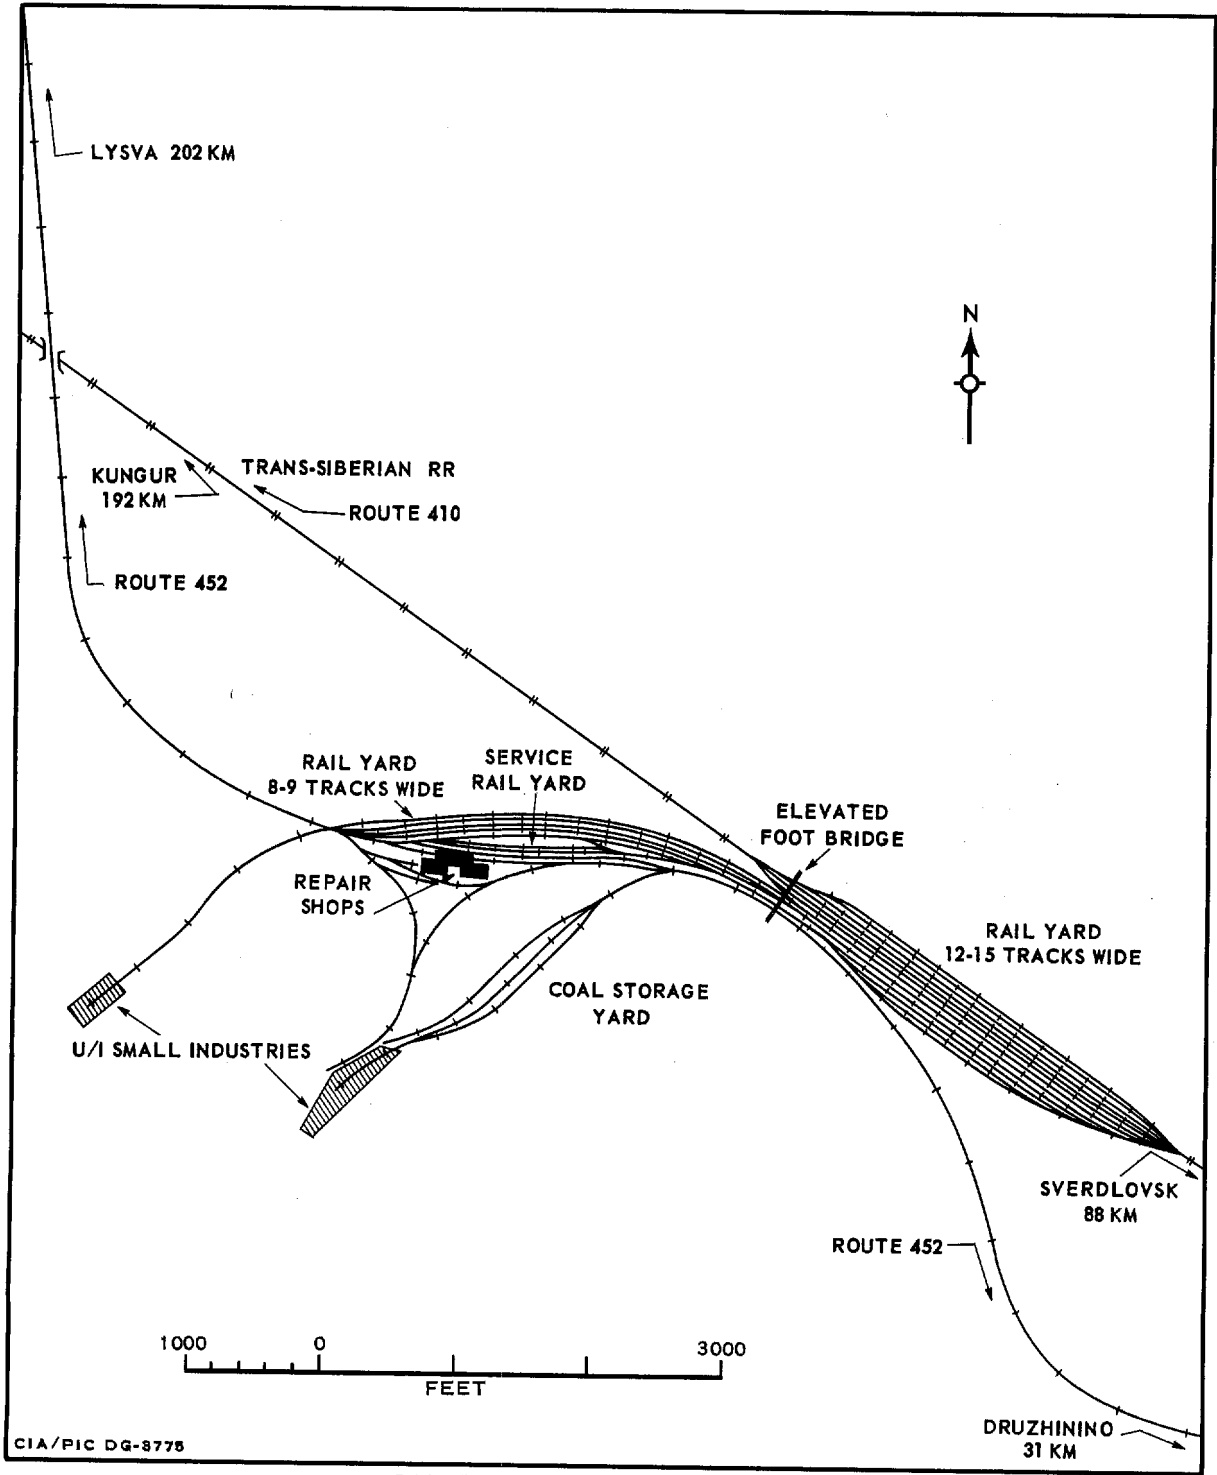 LYSVA 202 KM
N
KUNGUR
192 KM
TRANS-SIBERIAN RR
ROUTE 410
ROUTE 452
RAIL YARD
8-9 TRACKS WIDE
SERVICE
RAIL YARD
ELEVATED
FOOT BRIDGE
REPAIR
SHOPS
RAIL YARD
12-15 TRACKS WIDE
COAL STORAGE
YARD
U/I SMALL INDUSTRIES
SVERDLOVSK
88 KM
ROUTE 452
1000 0 3000
FEET
DRUZHININO
31 KM
CIA/PIC DG-8775